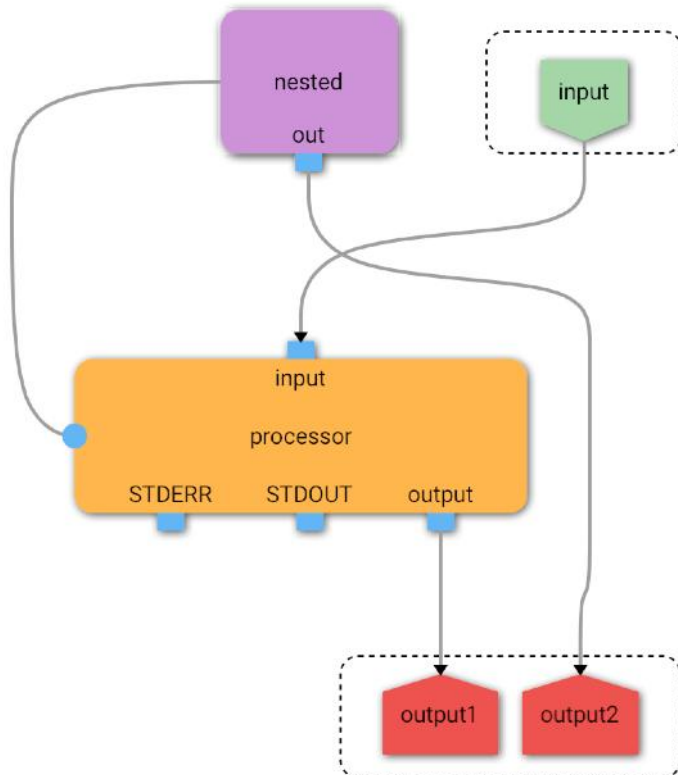 nested
out
input
input
processor
STDERR STDOUT output
output1 output2